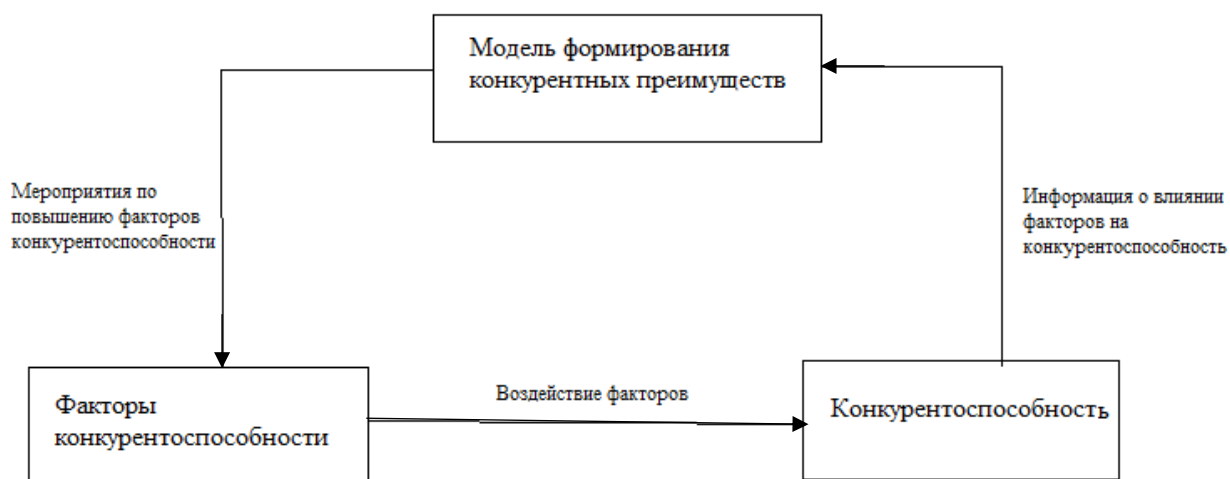 Модель формирования
конкурентных преимуществ
Мероприятия по
повышению факторов
конкурентоспособности
Информация о влиянии
факторов на
конкурентоспособность
Факторы
конкурентоспособности
Воздействие факторов
Конкурентоспособность